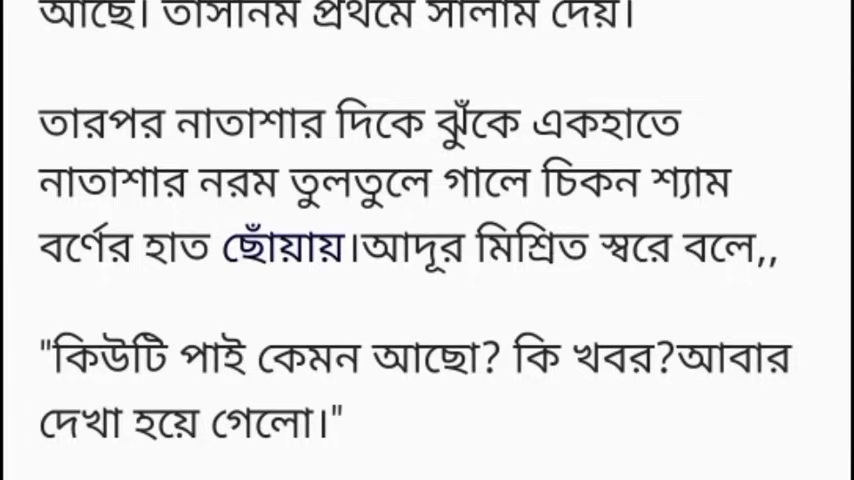 আছে। তাসনিম প্রথমে সালাম দেয়।
তারপর নাতাশার দিকে ঝুঁকে একহাতে
নাতাশার নরম তুলতুলে গালে চিকন শ্যাম
বর্ণের হাত ছোঁয়ায়।আদূর মিশ্রিত স্বরে বলে,,
"কিউটি পাই কেমন আছো? কি খবর?আবার
দেখা হয়ে গেলো।"